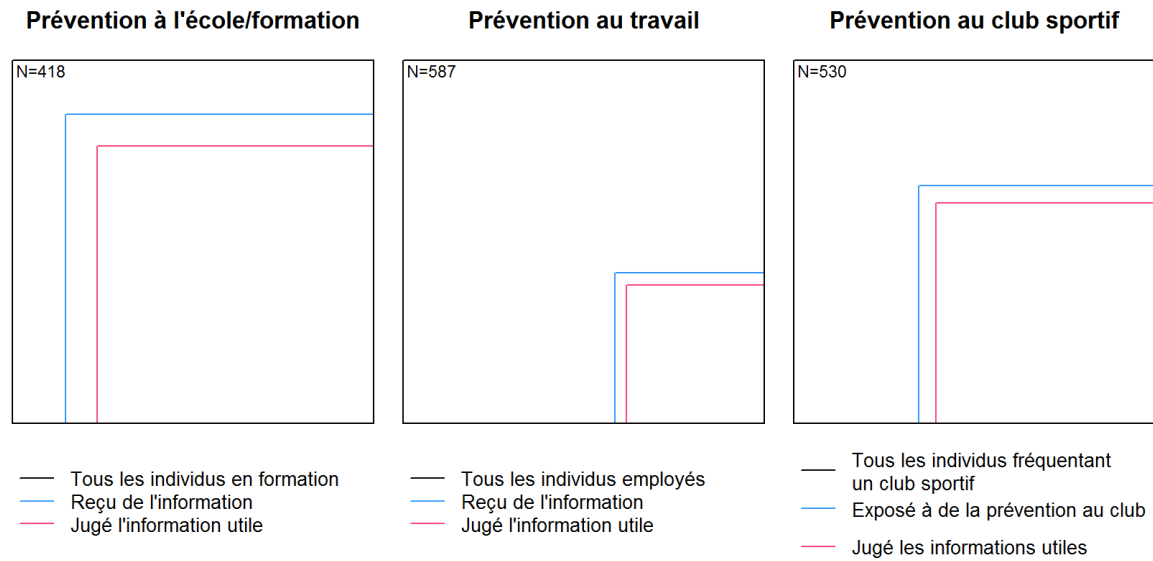 Prévention à l'école/formation
Prévention au travail
Prévention au club sportif
N=418
N=587
N=530
Tous les individus en formation
Reçu de l'information
Jugé l'information utile
Tous les individus employés
Reçu de l'information
Jugé l'information utile
Tous les individus fréquentant
un club sportif
Exposé à de la prévention au club
Jugé les informations utiles